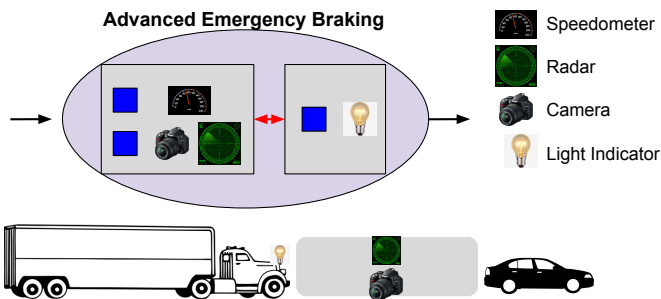 Advanced Emergency Braking
Speedometer
Radar
Camera
Light Indicator